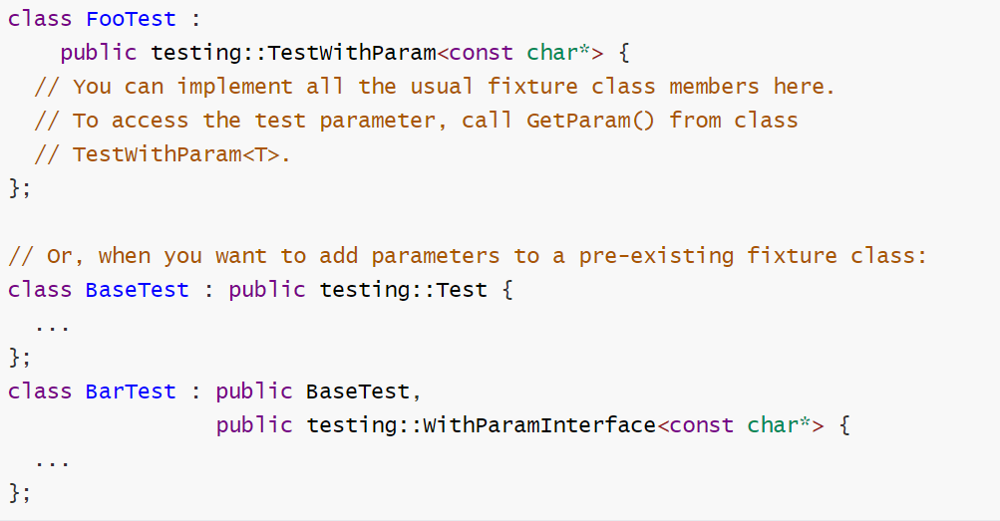 class FooTest :
    public testing::TestWithParam<const char*> {
  // You can implement all the usual fixture class members here.
  // To access the test parameter, call GetParam() from class
  // TestWithParam<T>.
};

// Or, when you want to add parameters to a pre-existing fixture class:
class BaseTest : public testing::Test {
  ...
};
class BarTest : public BaseTest,
                public testing::WithParamInterface<const char*> {
  ...
};